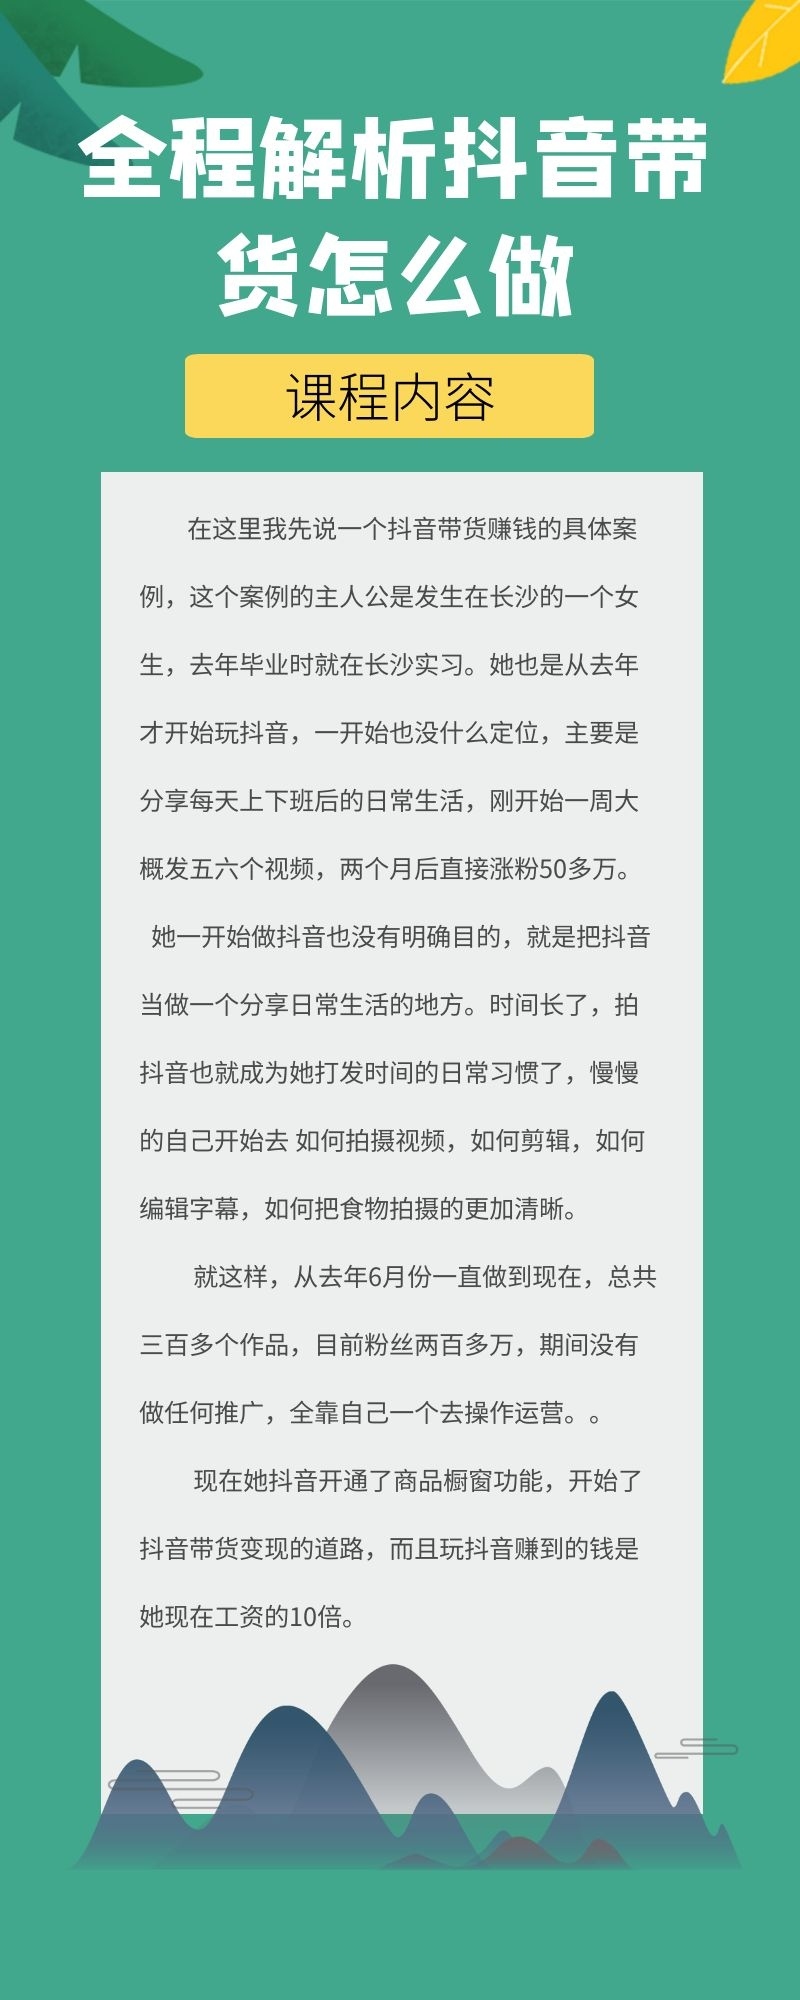 全程解析抖音带
货怎么做
课程内容
在这里我先说一个抖音带货赚钱的具体案
例，这个案例的主人公是发生在长沙的一个女
生，去年毕业时就在长沙实习。她也是从去年
才开始玩抖音，一开始也没什么定位，主要是
分享每天上下班后的日常生活，刚开始一周大
概发五六个视频，两个月后直接涨粉50多万。
她一开始做抖音也没有明确目的，就是把抖音
当做一个分享日常生活的地方。时间长了，拍
抖音也就成为她打发时间的日常习惯了，慢慢
的自己开始去 如何拍摄视频，如何剪辑，如何
编辑字幕，如何把食物拍摄的更加清晰。
就这样，从去年6月份一直做到现在，总共
三百多个作品，目前粉丝两百多万，期间没有
做任何推广，全靠自己一个去操作运营。。
现在她抖音开通了商品橱窗功能，开始了
抖音带货变现的道路，而且玩抖音赚到的钱是
她现在工资的10倍。